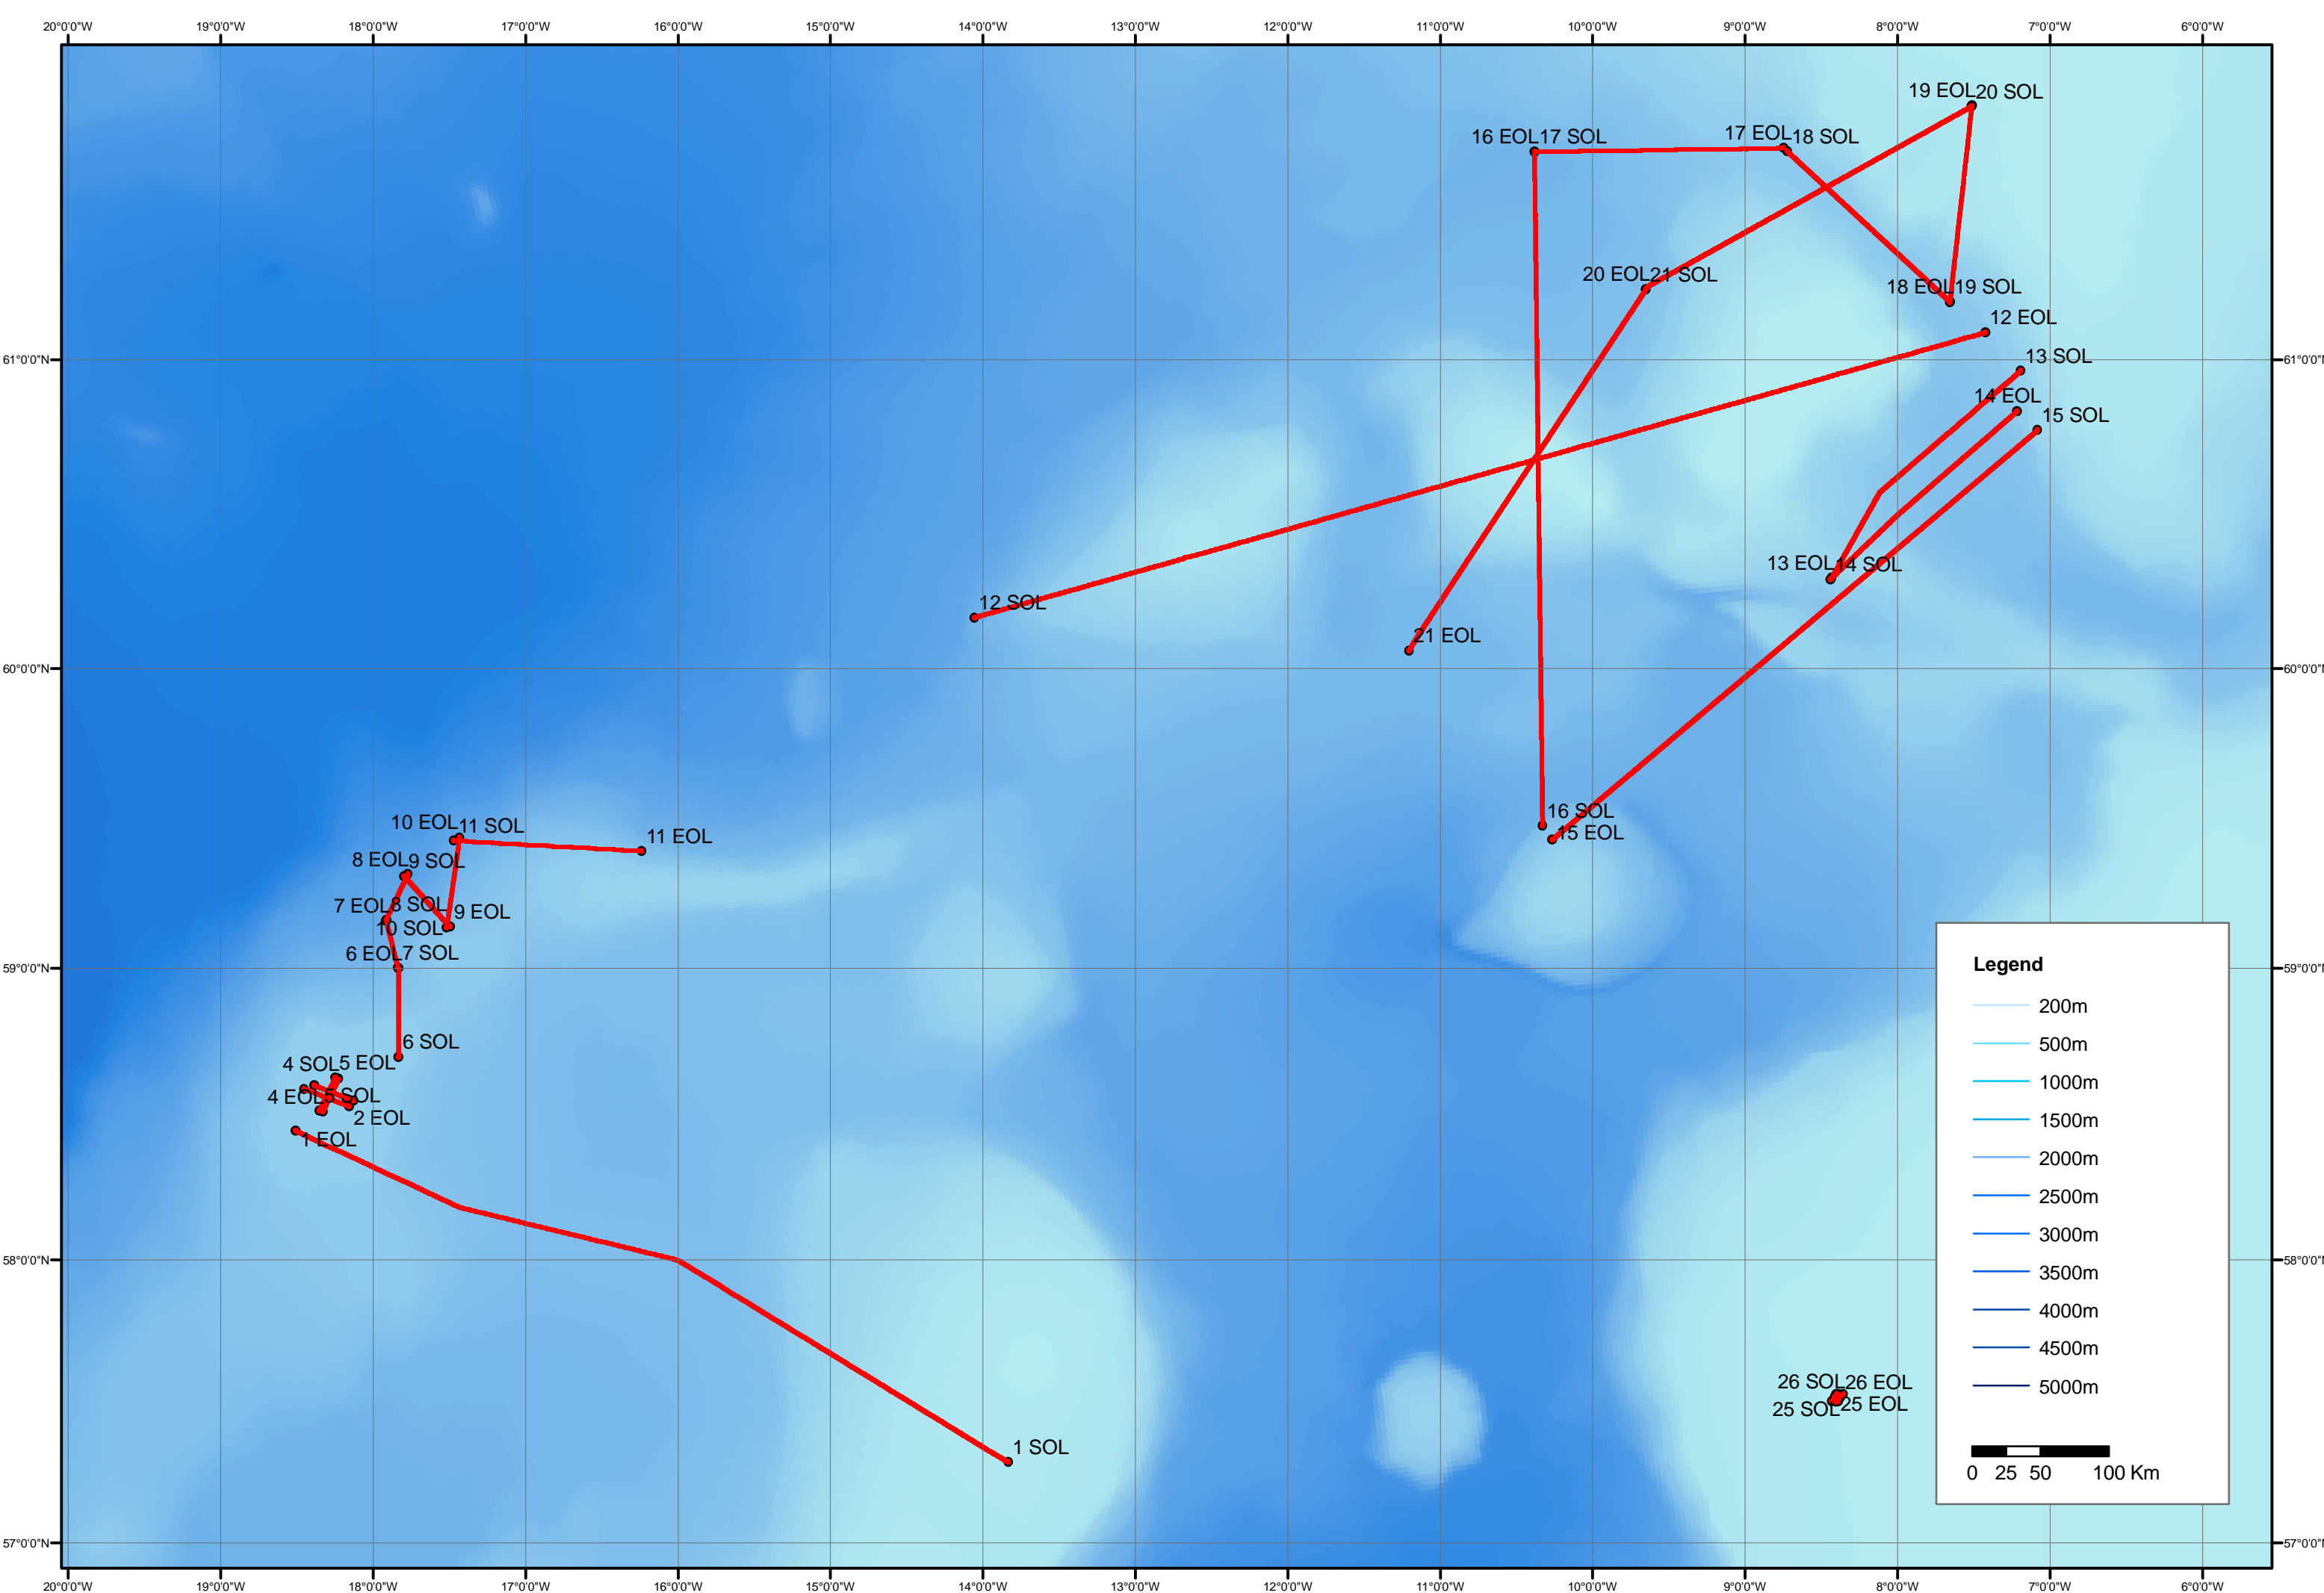 20°0'0"W 19°0'0"W 18°0'0"W 17°0'0"W 16°0'0"W 15°0'0"W 14°0'0"W 13°0'0"W 12°0'0"W 11°0'0"W 10°0'0"W 9°0'0"W 8°0'0"W 7°0'0"W 6°0'0"W
19 EOL 20 SOL
16 EOL 17 SOL
17 EOL 18 SOL
20 EOL 21 SOL
18 EOL 19 SOL
12 EOL
61°0'0"N 61°0'0"N
13 SOL
14 EOL
15 SOL
13 EOL 14 SOL
12 SOL
21 EOL
60°0'0"N 60°0'0"N
16 SOL
15 EOL
10 EOL 11 SOL
11 EOL
8 EOL 9 SOL
7 EOL 8 SOL
9 EOL
10 SOL
6 EOL 7 SOL
59°0'0"N 59°0'0"N
6 SOL
4 SOL 5 EOL
4 EOL 5 SOL
2 EOL
1 EOL
58°0'0"N 58°0'0"N
1 SOL
26 SOL 26 EOL
25 SOL 25 EOL
57°0'0"N 57°0'0"N
Legend
200m
500m
1000m
1500m
2000m
2500m
3000m
3500m
4000m
4500m
5000m
0 25 50 100 Km
20°0'0"W 19°0'0"W 18°0'0"W 17°0'0"W 16°0'0"W 15°0'0"W 14°0'0"W 13°0'0"W 12°0'0"W 11°0'0"W 10°0'0"W 9°0'0"W 8°0'0"W 7°0'0"W 6°0'0"W